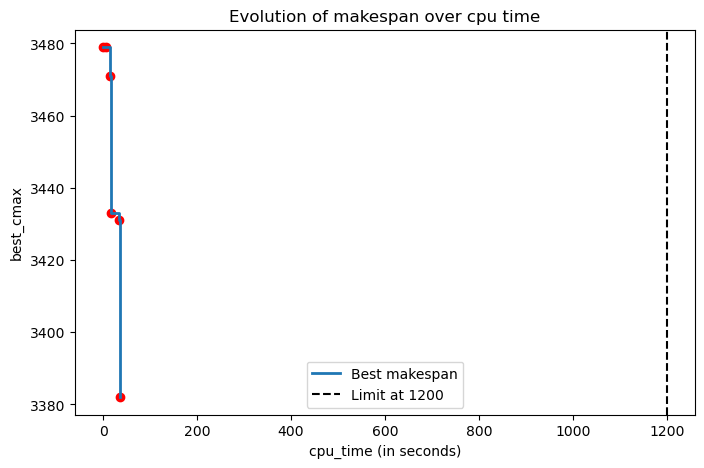 Evolution of makespan over cpu time
best_cmax
3480
3460
3440
3420
3400
3380
0
200
400
600
800
1000
1200
cpu_time (in seconds)
Best makespan
Limit at 1200